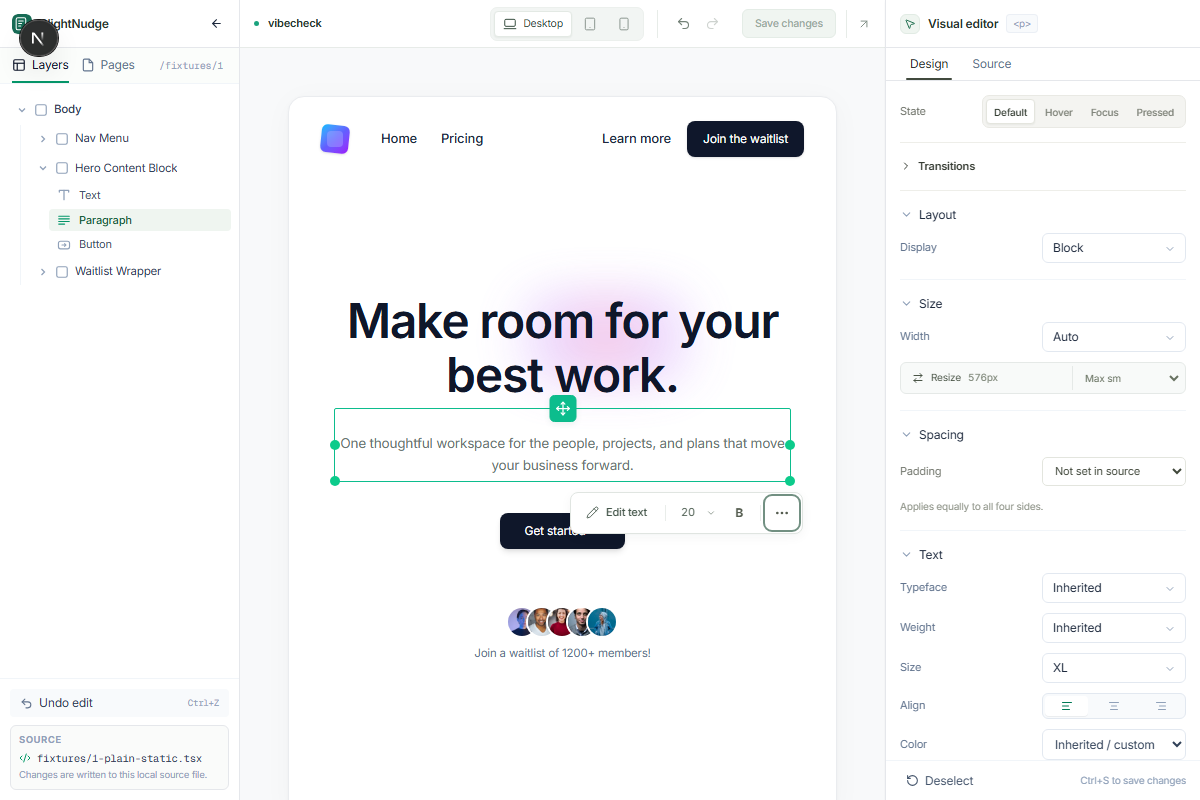 N
vibecheck
Desktop
Save changes
Visual editor
<p>
Layers
Pages
/fixtures/1
Body
Nav Menu
Hero Content Block
Text
Paragraph
Button
Waitlist Wrapper
Undo edit
Ctrl+Z
SOURCE
fixtures/1-plain-static.tsx
Changes are written to this local source file.
Home
Pricing
Learn more
Join the waitlist
Make room for your
best work.
One thoughtful workspace for the people, projects, and plans that move
your business forward.
Edit text
20
B
Get started
Join a waitlist of 1200+ members!
Design
Source
State
Default
Hover
Focus
Pressed
Transitions
Layout
Display
Block
Size
Width
Auto
Resize
576px
Max sm
Spacing
Padding
Not set in source
Applies equally to all four sides.
Text
Typeface
Inherited
Weight
Inherited
Size
XL
Align
Color
Inherited / custom
Deselect
Ctrl+S to save changes